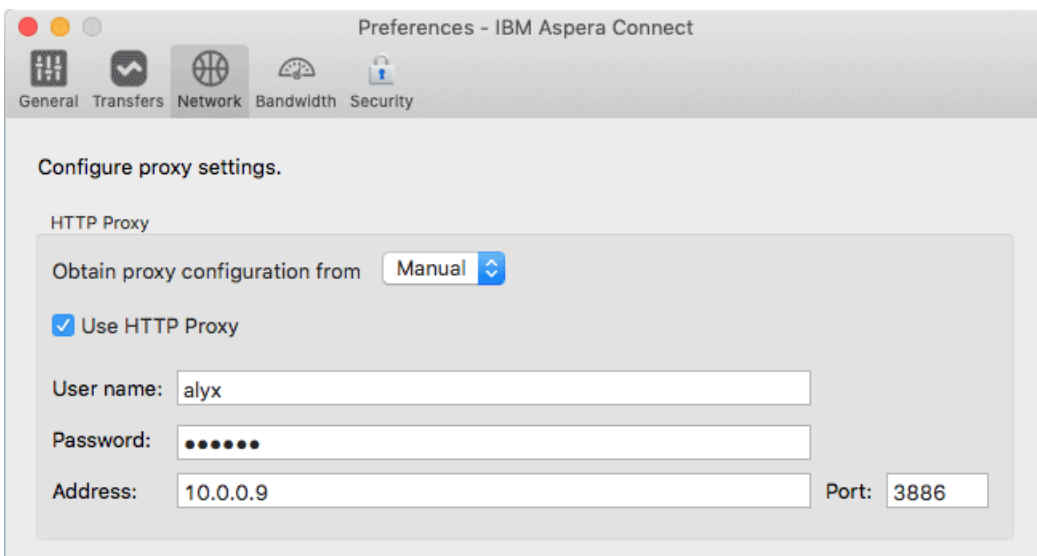 Preferences - IBM Aspera Connect
General Transfers Network Bandwidth Security
Configure proxy settings.
HTTP Proxy
Obtain proxy configuration from Manual
Use HTTP Proxy
User name: alyx
Password: ●●●●●●
Address: 10.0.0.9 Port: 3886